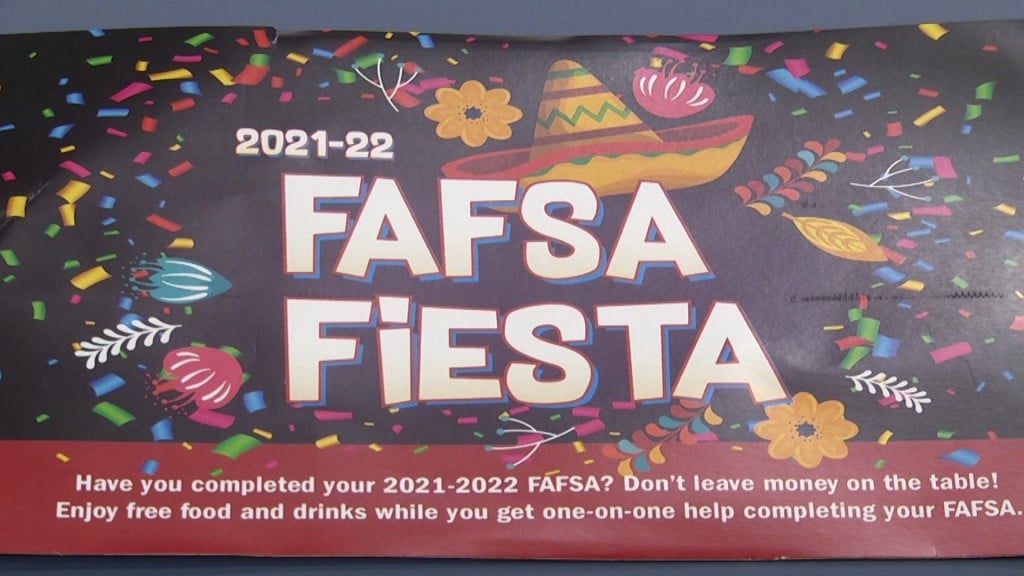 2021-22
FAFSA
FiESTA
Have you completed your 2021-2022 FAFSA? Don't leave money on the table!
Enjoy free food and drinks while you get one-on-one help completing your FAFSA.